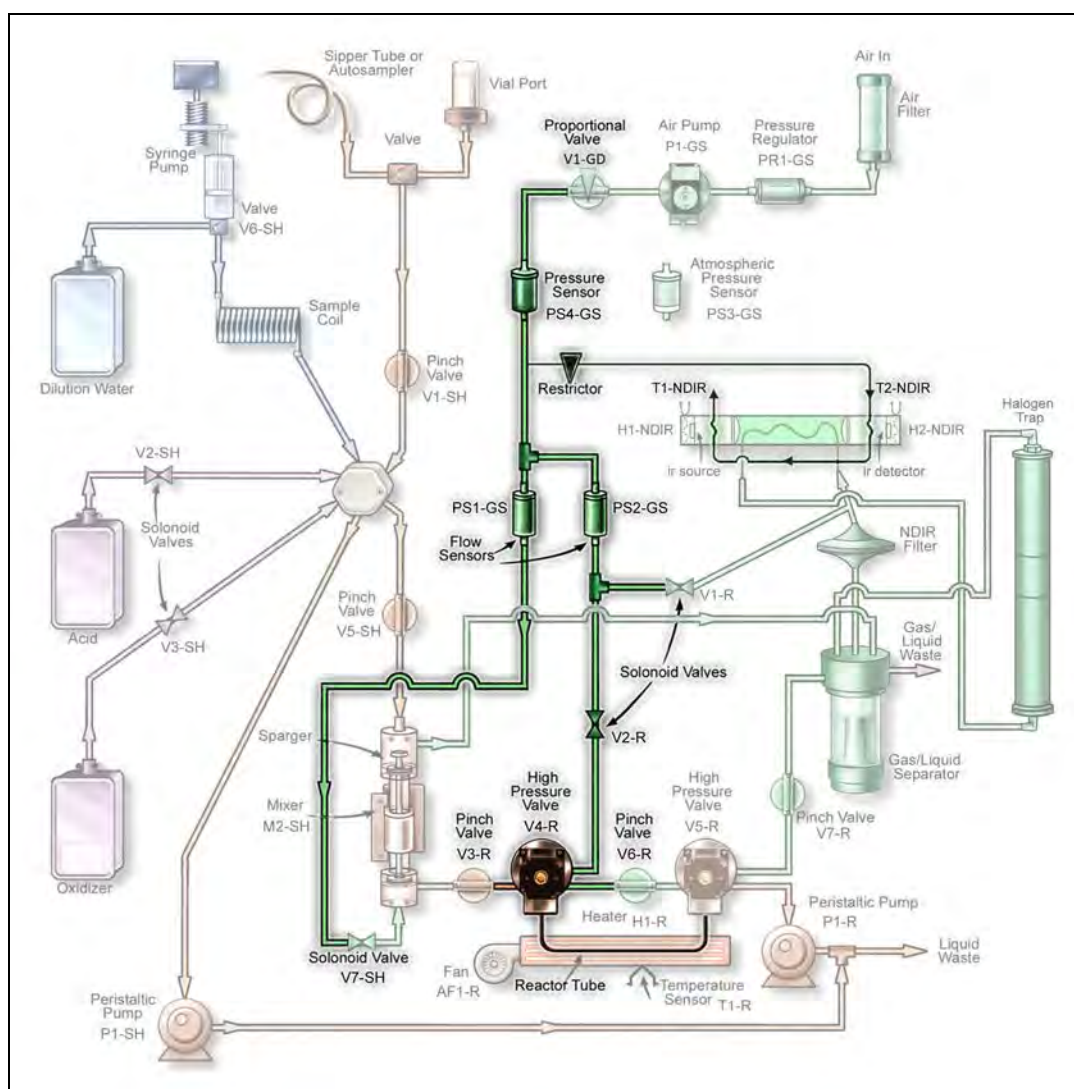 Sipper Tube or
Autosampler
Vial Port
Valve
Syringe
Pump
Valve
V6-SH
Air In
Air
Filter
Proportional
Valve
V1-GD
Air Pump
P1-GS
Pressure
Regulator
PR1-GS
Pressure
Sensor
PS4-GS
Atmospheric
Pressure
Sensor
PS3-GS
Sample
Coil
Dilution Water
Pinch
Valve
V1-SH
Restrictor
T1-NDIR
T2-NDIR
H1-NDIR
H2-NDIR
Ir source
Ir detector
Halogen
Trap
V2-SH
Solonoid
Valves
Acid
V3-SH
PS1-GS
PS2-GS
Flow
Sensors
NDIR
Filter
V1-R
Pinch
Valve
V5-SH
Gas/
Liquid
Waste
Solonoid Valves
V2-R
Sparger
Gas/Liquid
Separator
Mixer
M2-SH
Oxidizer
Pinch
Valve
V3-R
High
Pressure
Valve
V4-R
Pinch
Valve
V6-R
High
Pressure
Valve
V5-R
Pinch Valve
V7-R
Peristaltic Pump
P1-R
Heater
H1-R
Liquid
Waste
Solonoid Valve
V7-SH
Fan
AF1-R
Reactor Tube
Temperature
Sensor
T1-R
Peristaltic
Pump
P1-SH